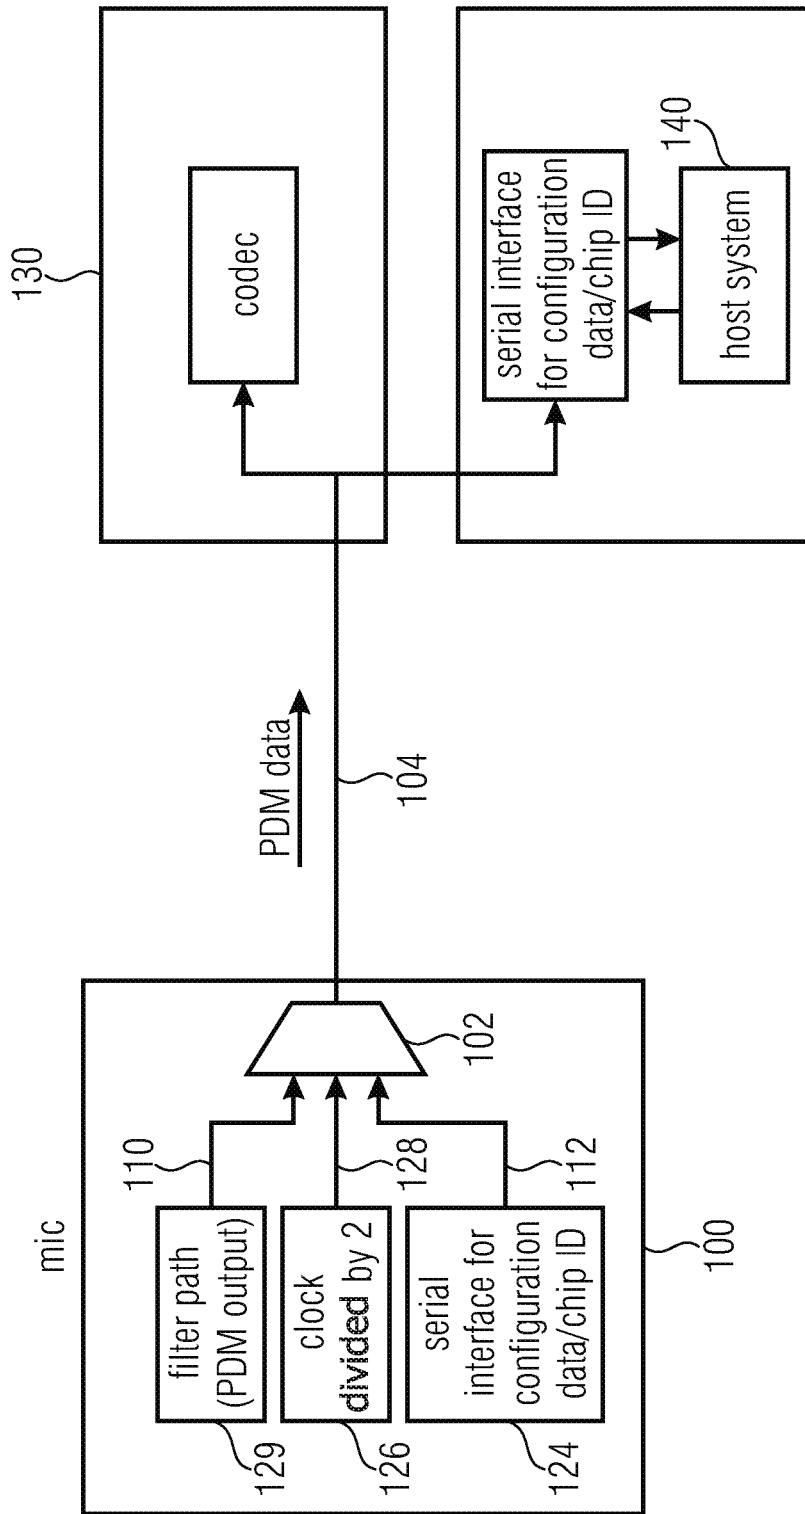 mic
filter path
(PDM output)
129
110
clock
divided by 2
126
128
serial
interface for
configuration
data/chip ID
124
112
102
100
PDM data
104
130
codec
serial interface
for configuration
data/chip ID
140
host system